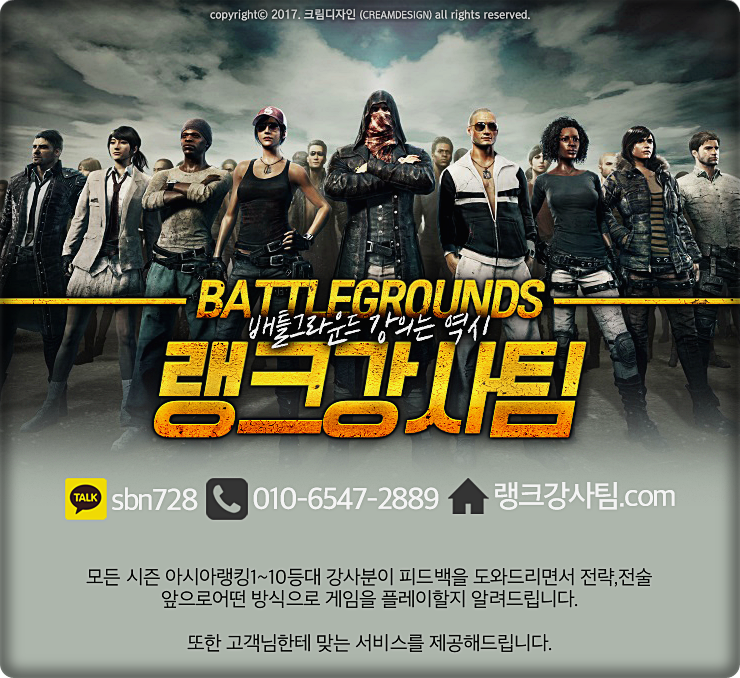 copyright© 2017. 크림디자인 (CREAMDESIGN) all rights reserved.
BATTLEGROUNDS
배틀그라운드 강의는 역시
랭크강사팀
TALK sbn728 010-6547-2889 랭크강사팀.com
모든 시즌 아시아랭킹1~10등대 강사분이 피드백을 도와드리면서 전략,전술
앞으로어떤 방식으로 게임을 플레이할지 알려드립니다.
또한 고객님한테 맞는 서비스를 제공해드립니다.